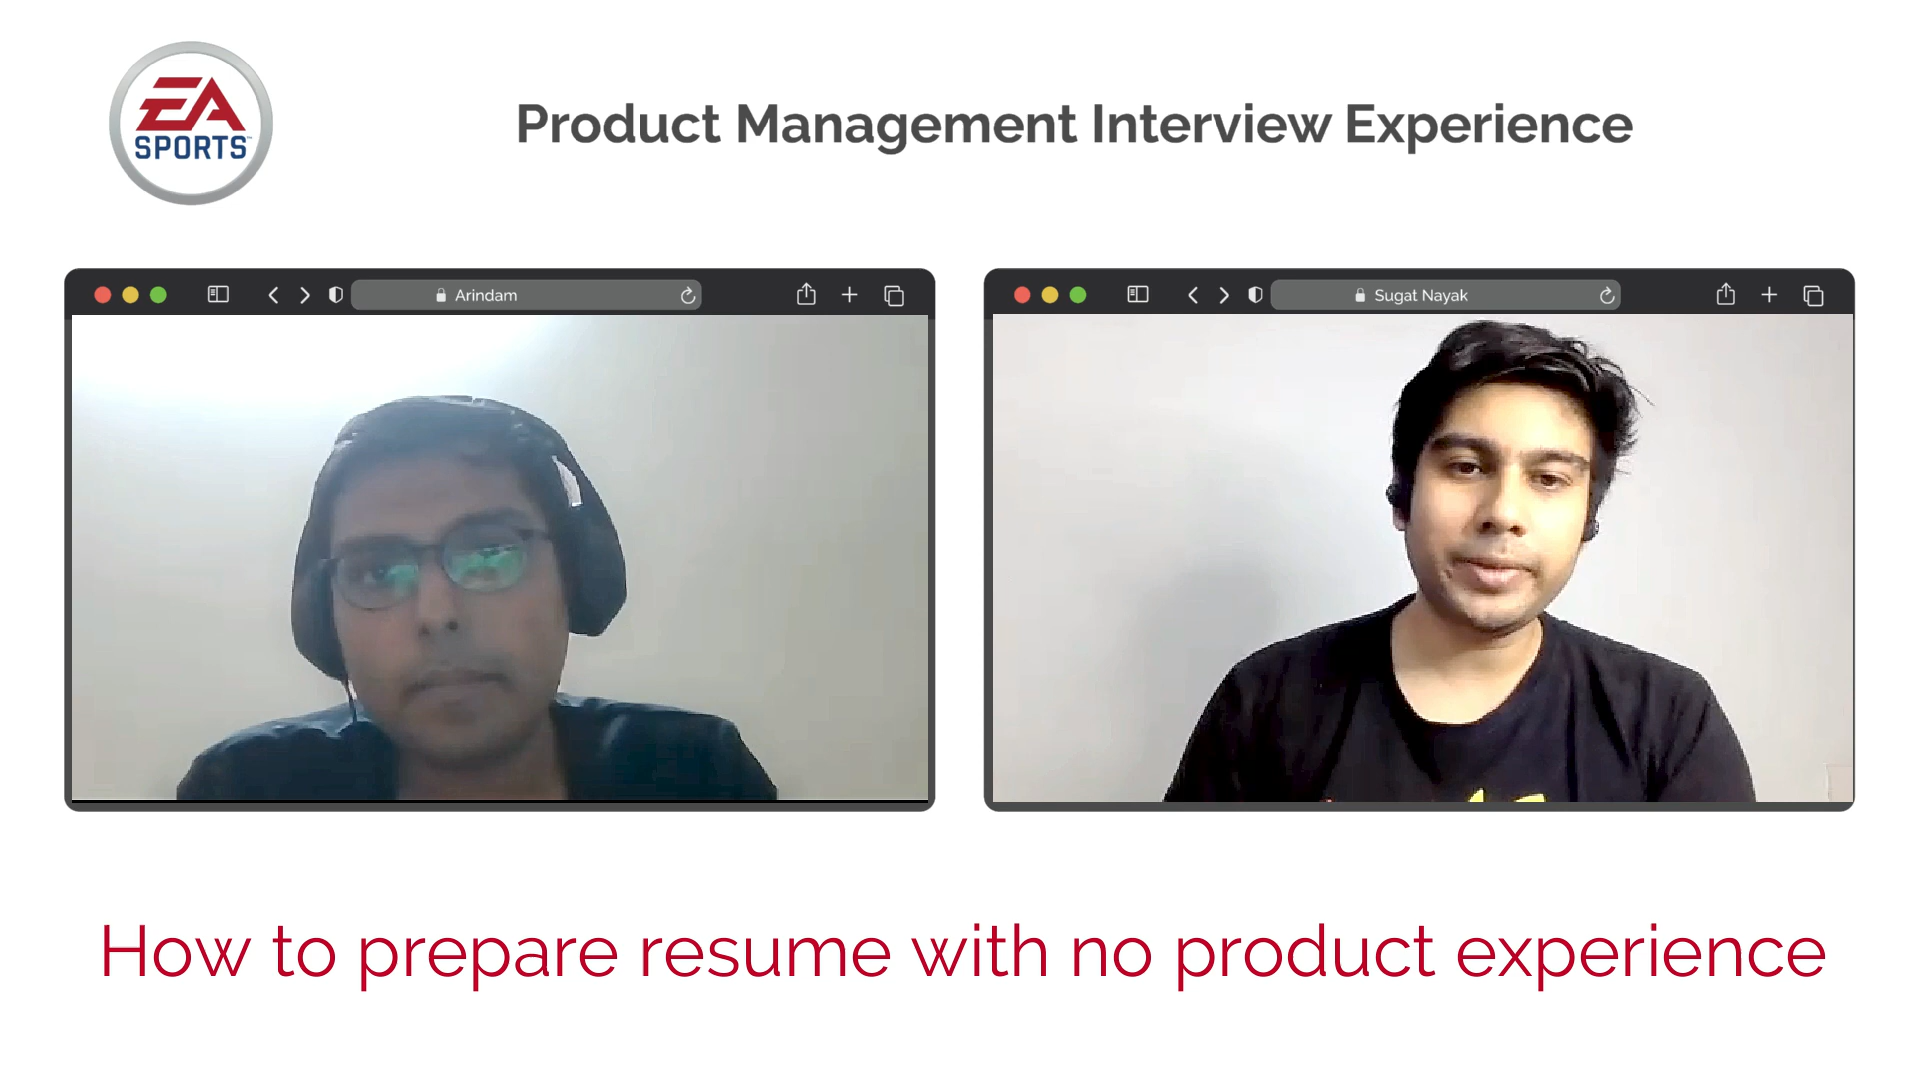 EA
SPORTS
Product Management Interview Experience
Arindam
Sugat Nayak
How to prepare resume with no product experience